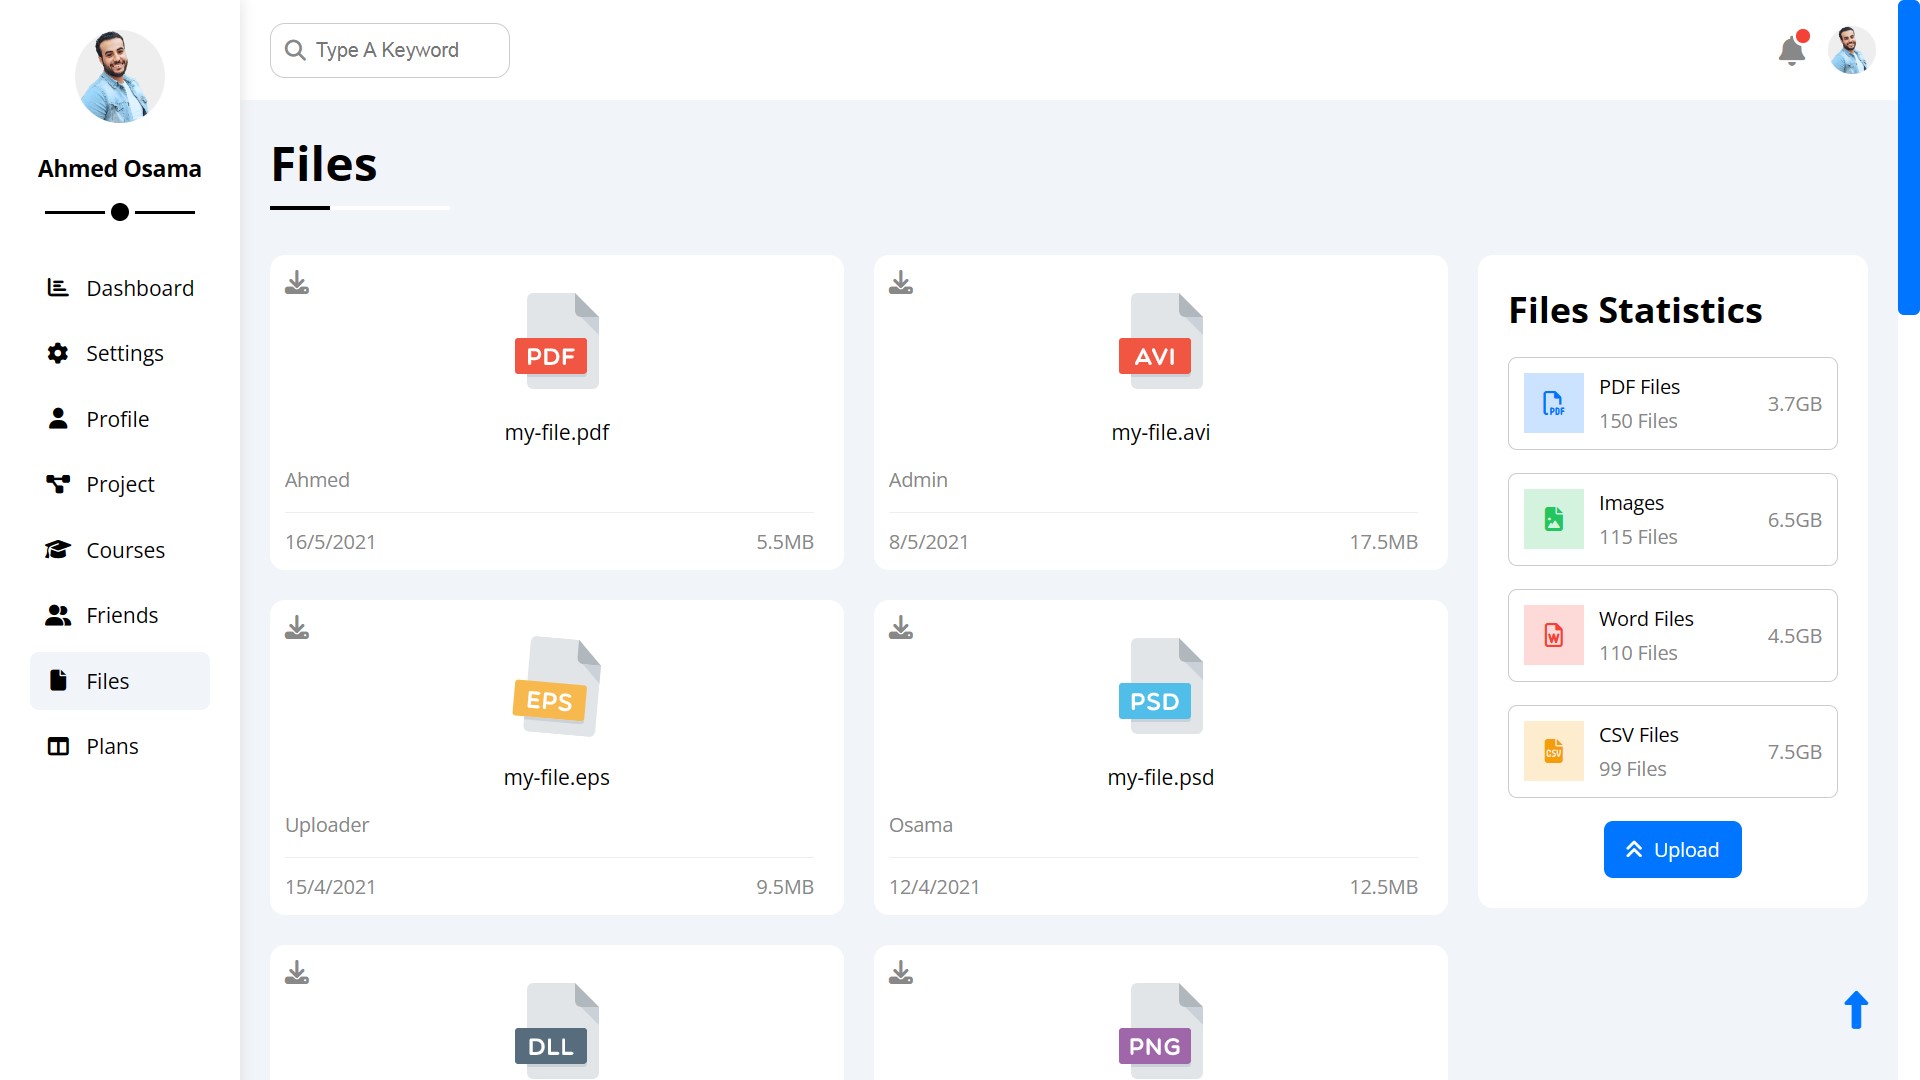 Ahmed Osama
Dashboard
Settings
Profile
Project
Courses
Friends
Files
Plans
Type A Keyword
Files
PDF
my-file.pdf
Ahmed
16/5/2021 5.5MB
AVI
my-file.avi
Admin
8/5/2021 17.5MB
EPS
my-file.eps
Uploader
15/4/2021 9.5MB
PSD
my-file.psd
Osama
12/4/2021 12.5MB
DLL
PNG
Files Statistics
PDF
PDF Files
150 Files
3.7GB
Images
115 Files
6.5GB
W
Word Files
110 Files
4.5GB
CSV
CSV Files
99 Files
7.5GB
Upload